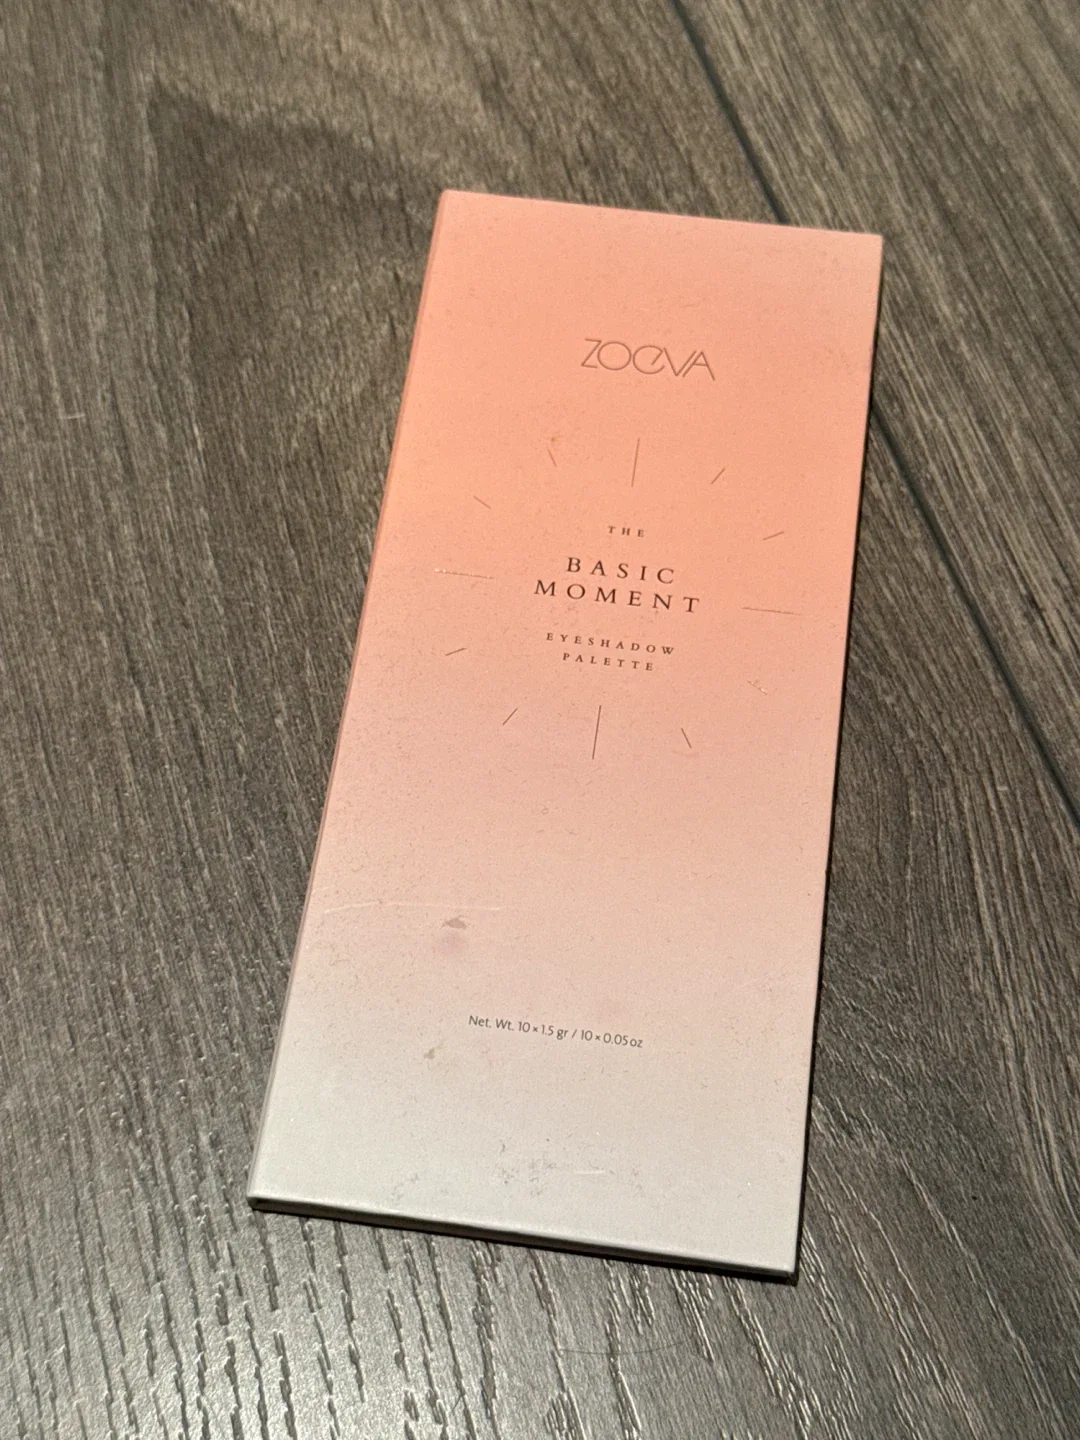 ZOEVA
THE
BASIC
MOMENT
EYESHADOW
PALETTE
Net. Wt. 10 × 1.5 gr / 10 × 0.05 oz